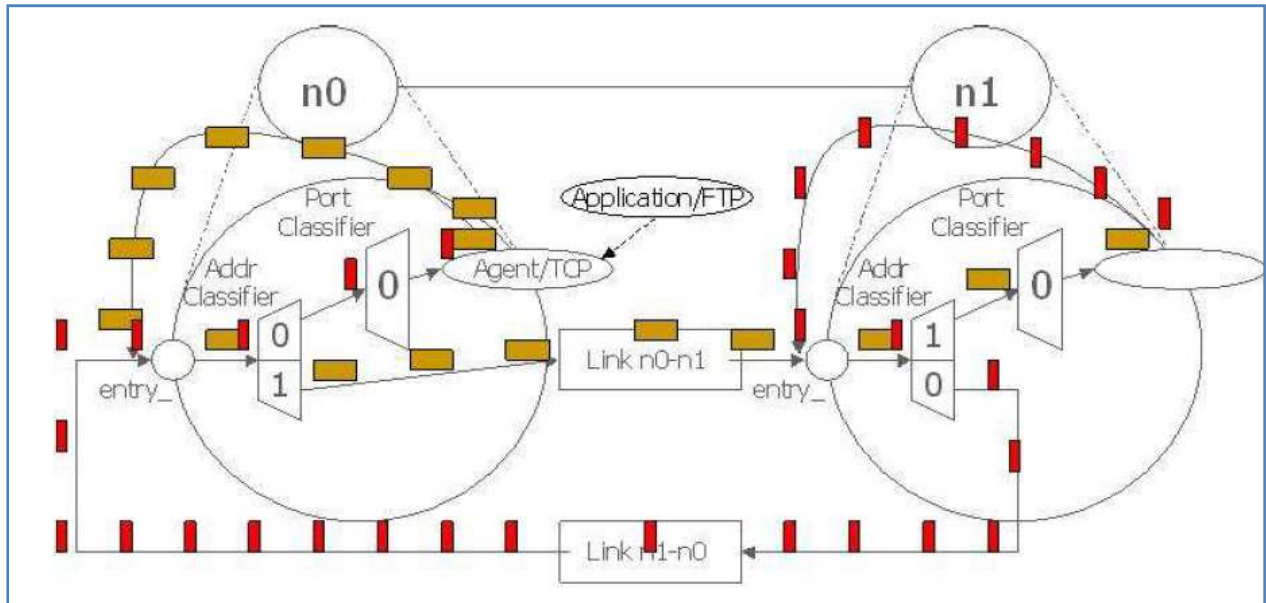 n0
n1
Port
Classifier
Application/FTP
Port
Classifier
Addr
Classifier
0
Agent/TCP
Addr
Classifier
0
0
1
1
0
Link n0-n1
entry_
entry_
Link n1-n0